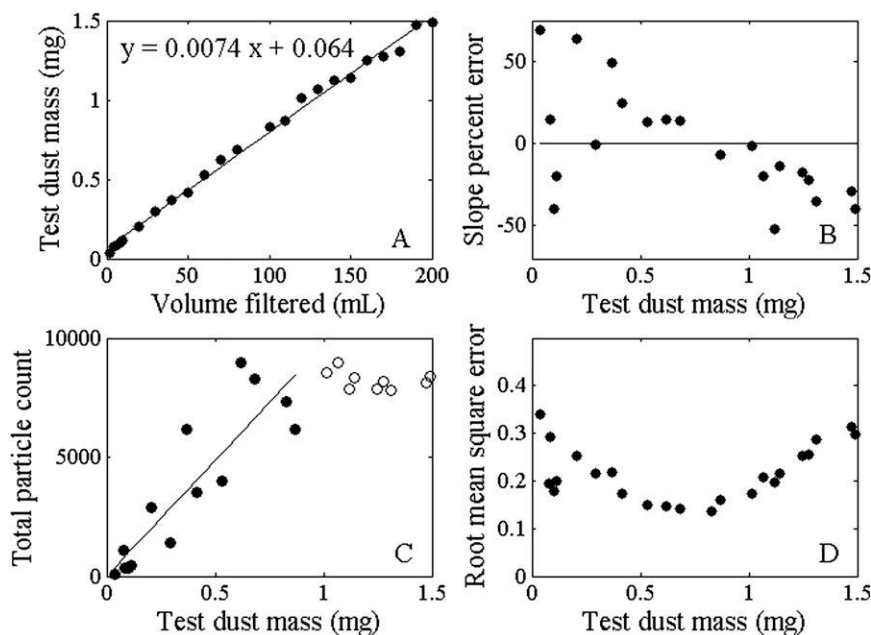 1.5
1
0.5
0
Test dust mass (mg)
y = 0.0074 x + 0.064
A
0 50 100 150 200
Volume filtered (mL)
50
0
-50
Slope percent error
B
0 0.5 1 1.5
Test dust mass (mg)
10000
5000
0
Total particle count
C
0 0.5 1 1.5
Test dust mass (mg)
0.4
0.3
0.2
0.1
0
Root mean square error
D
0 0.5 1 1.5
Test dust mass (mg)